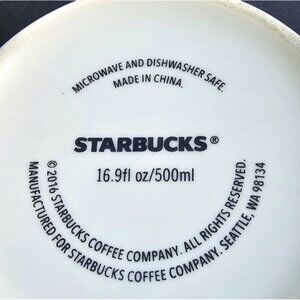 MICROWAVE AND DISHWASHER SAFE.
MADE IN CHINA.
STARBUCKS®
16.9fl oz/500ml
© 2016 STARBUCKS COFFEE COMPANY. ALL RIGHTS RESERVED.
MANUFACTURED FOR STARBUCKS COFFEE COMPANY. SEATTLE, WA 98134